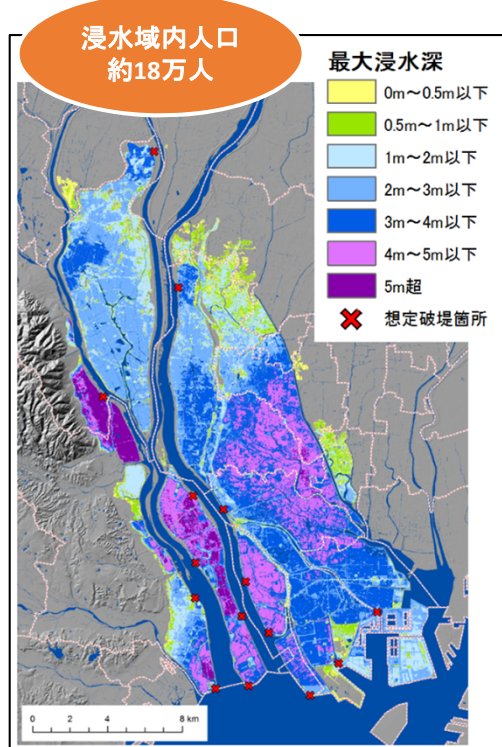 浸水域内人口
約18万人
最大浸水深
0m～0.5m以下
0.5m～1m以下
1m～2m以下
2m～3m以下
3m～4m以下
4m～5m以下
5m超
想定破堤箇所
0 2 4 8 km